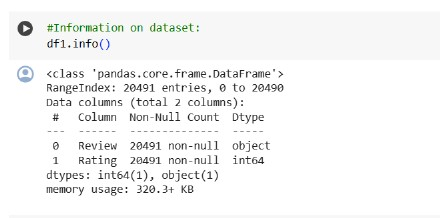 #Information on dataset:
df1.info()
<class 'pandas.core.frame.DataFrame'>
RangeIndex: 20491 entries, 0 to 20490
Data columns (total 2 columns):
 #   Column  Non-Null Count  Dtype
---  ------  --------------  -----
 0   Review  20491 non-null  object
 1   Rating  20491 non-null  int64
dtypes: int64(1), object(1)
memory usage: 320.3+ KB